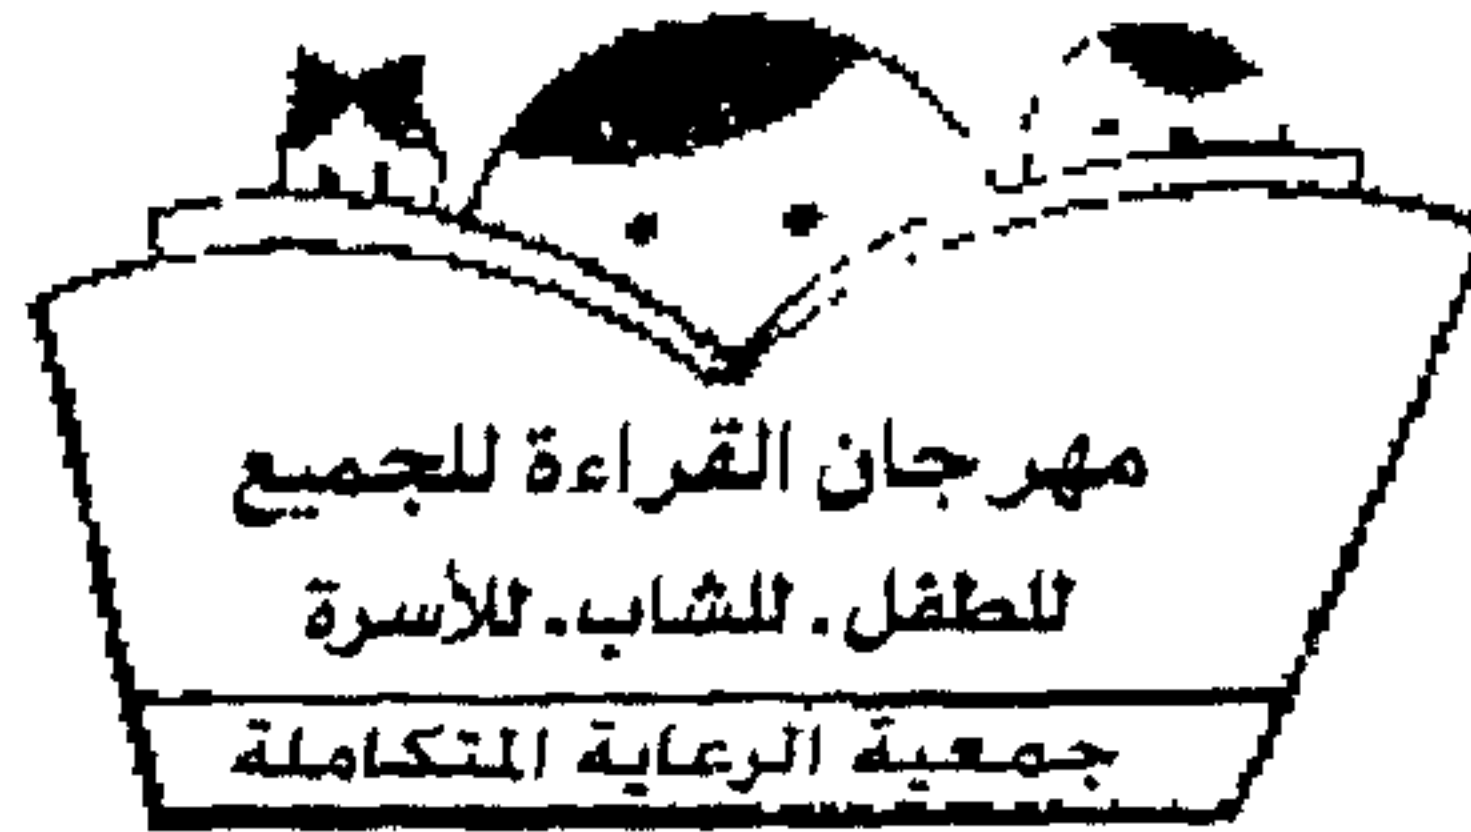 مهرجان القراءة للجميع
للطفل . للشاب . للأسرة
جمعية الرعاية المتكاملة